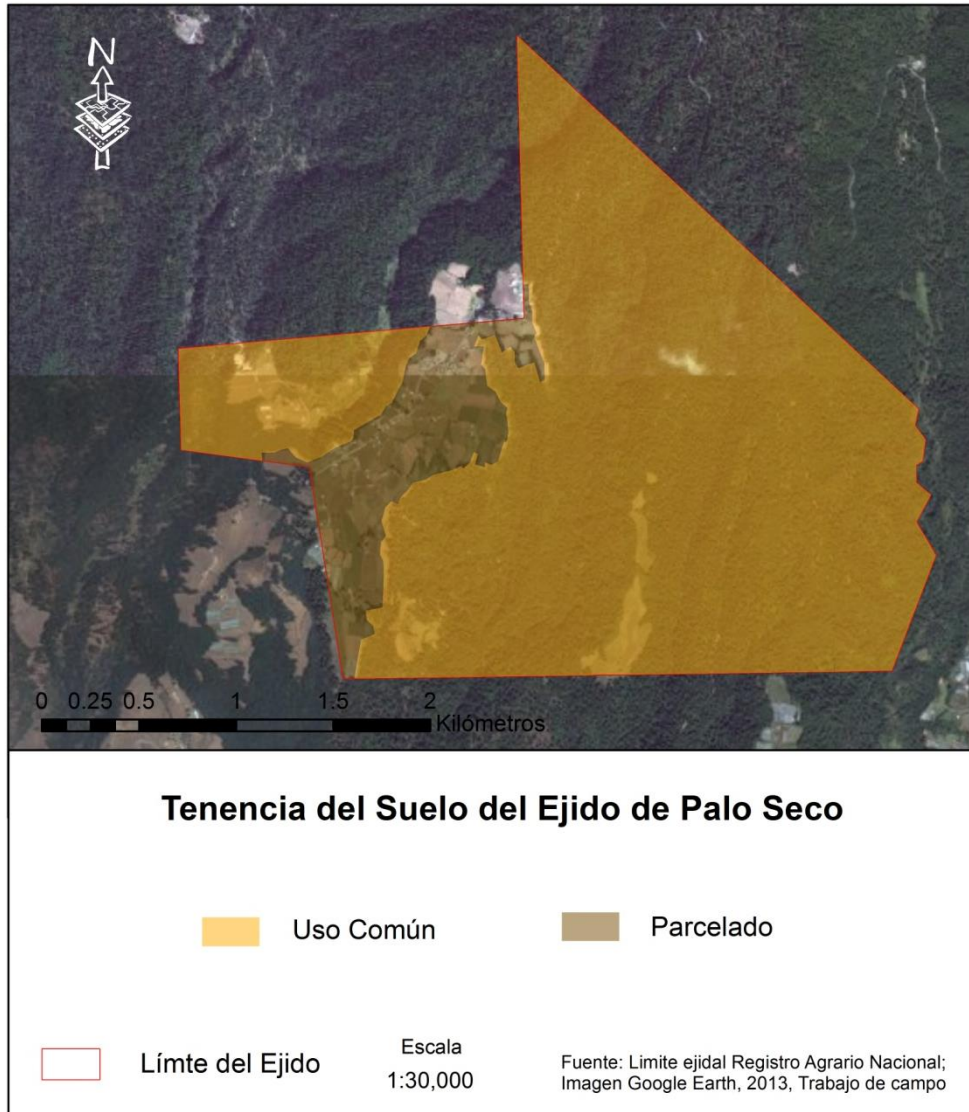 N
0 0.25 0.5 1 1.5 2
Kilómetros
Tenencia del Suelo del Ejido de Palo Seco
Uso Común
Parcelado
Límte del Ejido
Escala
1:30,000
Fuente: Limite ejidal Registro Agrario Nacional;
Imagen Google Earth, 2013, Trabajo de campo